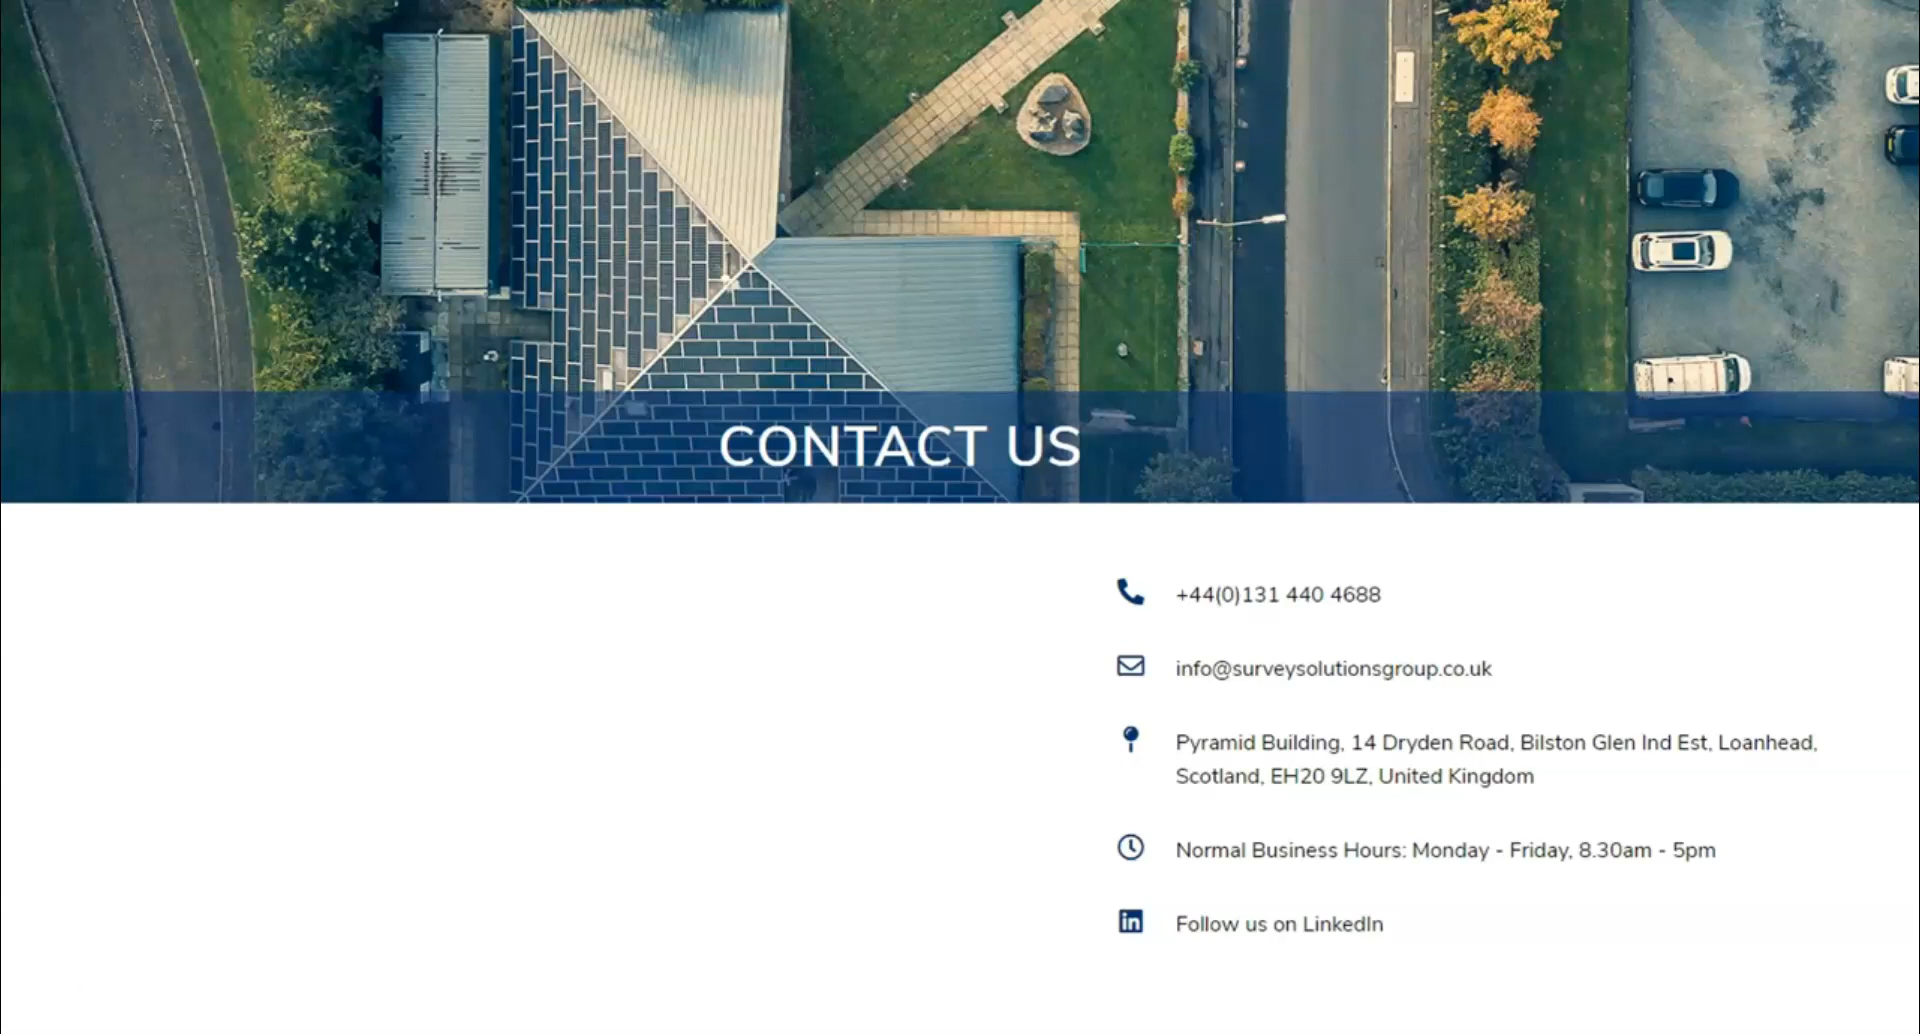 CONTACT US
+44(0)131 440 4688
info@surveysolutionsgroup.co.uk
Pyramid Building, 14 Dryden Road, Bilston Glen Ind Est, Loanhead,
Scotland, EH20 9LZ, United Kingdom
Normal Business Hours: Monday - Friday, 8.30am - 5pm
Follow us on LinkedIn